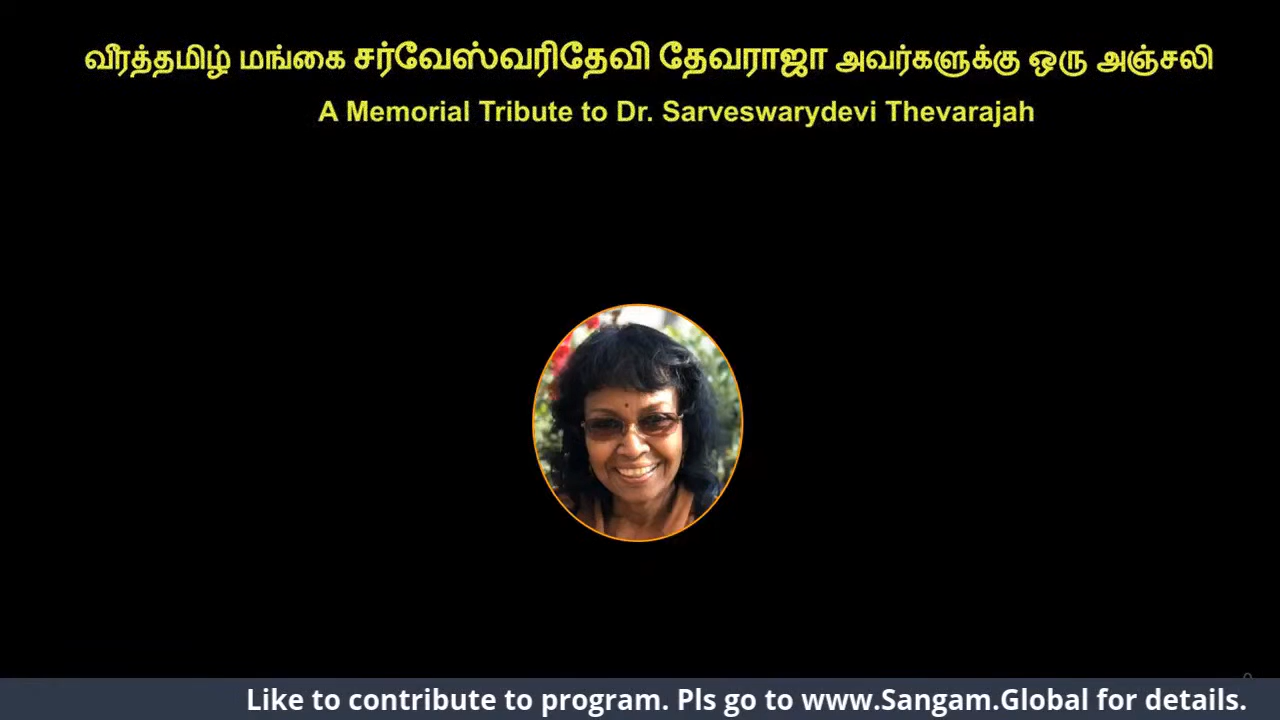 வீரத்தமிழ் மங்கை சர்வேஸ்வரிதேவி தேவராஜா அவர்களுக்கு ஒரு அஞ்சலி
A Memorial Tribute to Dr. Sarveswarydevi Thevarajah
Like to contribute to program. Pls go to www.Sangam.Global for details.